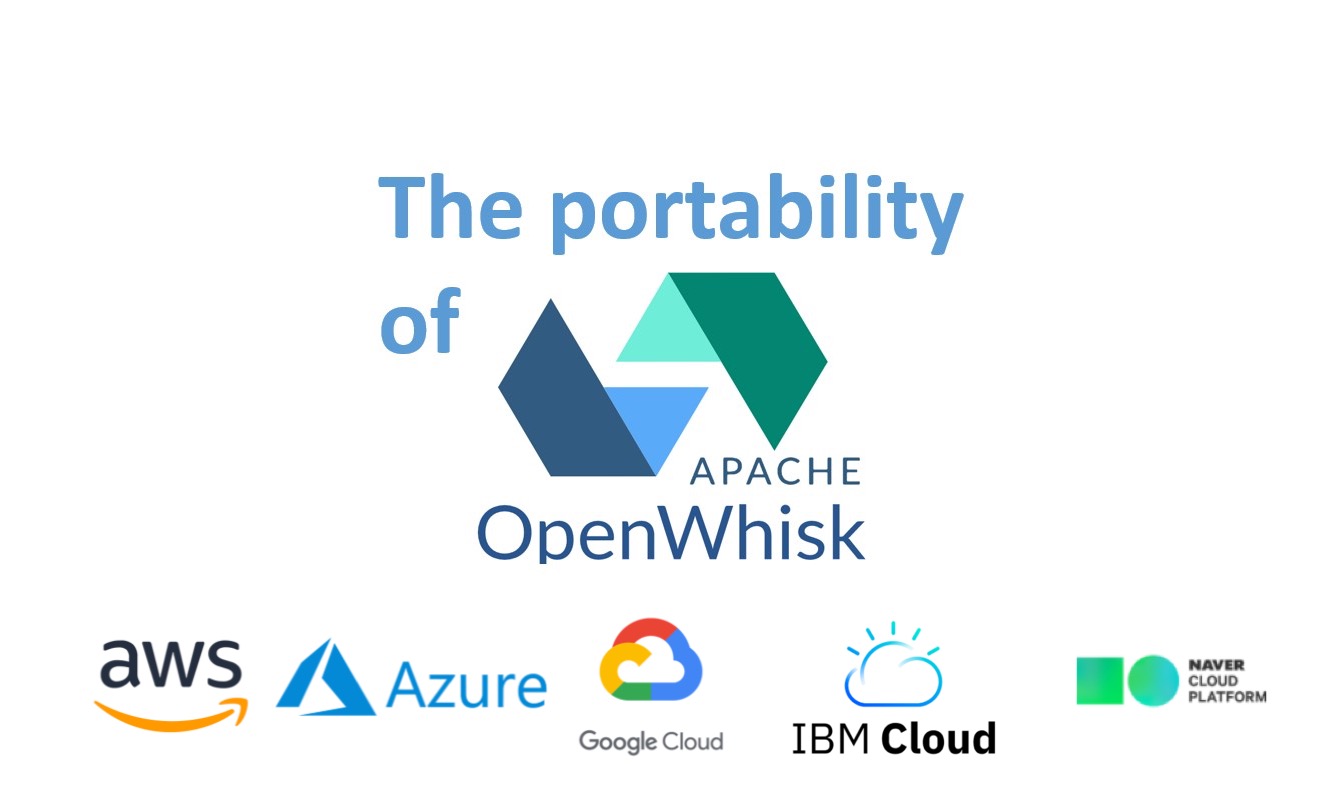 The portability
of
APACHE
OpenWhisk
aws
Azure
Google Cloud
IBM Cloud
NAVER
CLOUD
PLATFORM